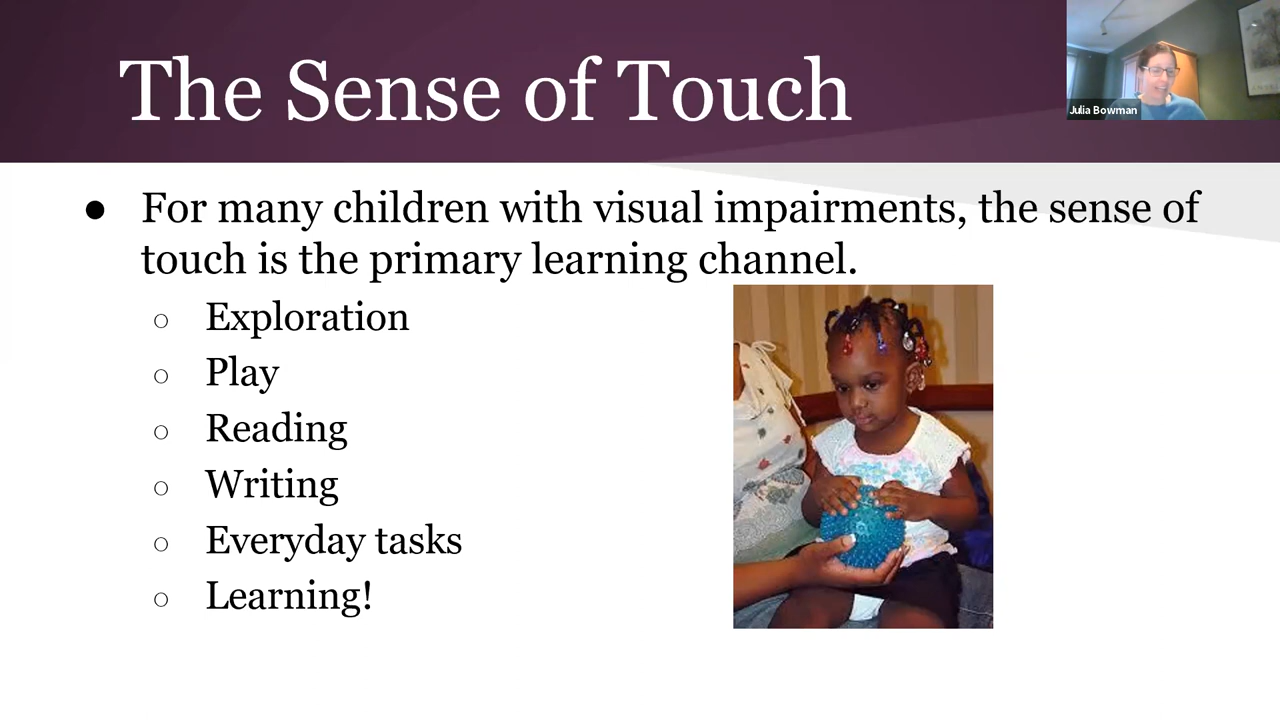 The Sense of Touch
Julia Bowman
● For many children with visual impairments, the sense of
touch is the primary learning channel.
○ Exploration
○ Play
○ Reading
○ Writing
○ Everyday tasks
○ Learning!